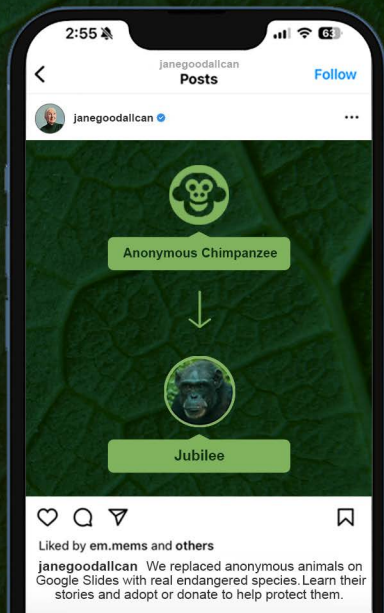 2:55
63
janegoodallcan
Posts
Follow
janegoodallcan
Anonymous Chimpanzee
Jubilee
Liked by em.mems and others
janegoodallcan We replaced anonymous animals on
Google Slides with real endangered species. Learn their
stories and adopt or donate to help protect them.